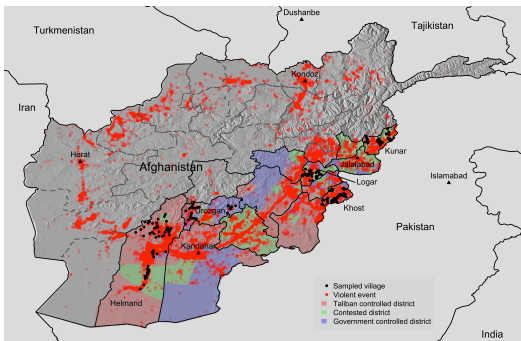 Dushanbe
Turkmenistan
Tajikistan
Kondoz
Iran
Herat
Afghanistan
Jalalabad
Kunar
Logar
Islamabad
Urozgan
Khost
Pakistan
Kandahar
Helmand
Sampled village
Violent event
Taliban controlled district
Contested district
Government controlled district
India